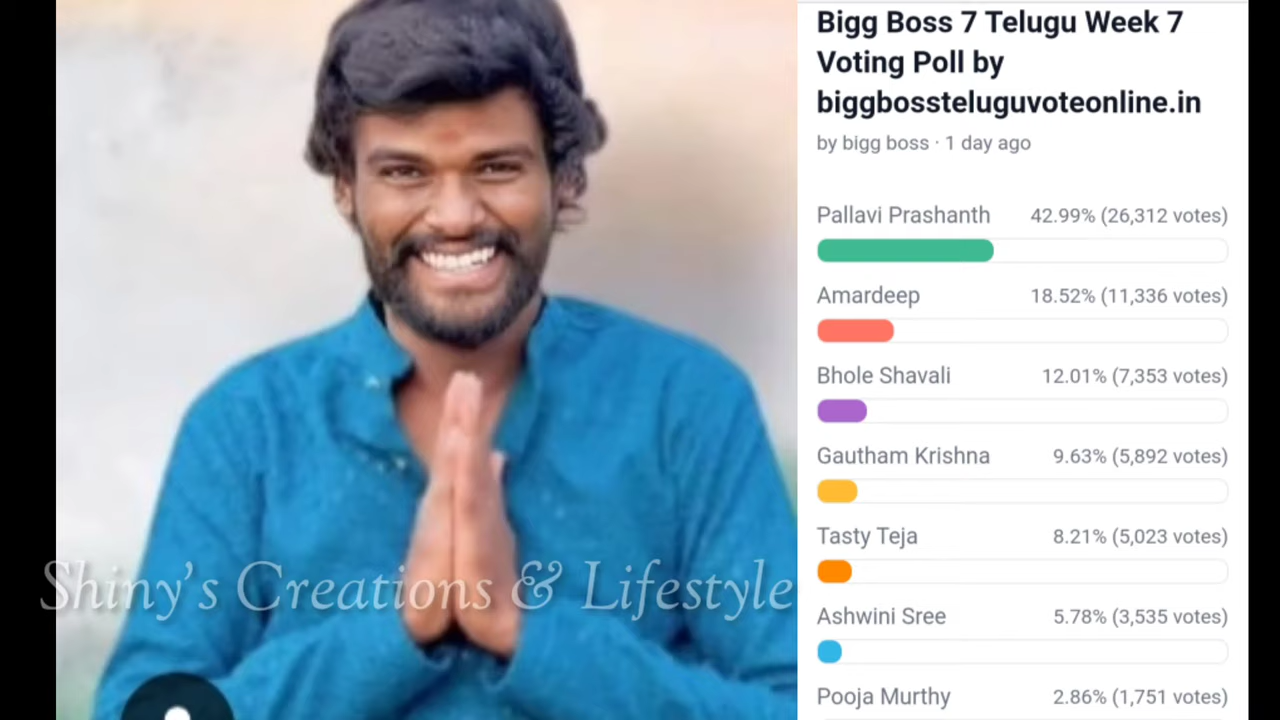 Bigg Boss 7 Telugu Week 7
Voting Poll by
biggbossteluguvoteonline.in
by bigg boss · 1 day ago
Pallavi Prashanth 42.99% (26,312 votes)
Amardeep 18.52% (11,336 votes)
Bhole Shavali 12.01% (7,353 votes)
Gautham Krishna 9.63% (5,892 votes)
Tasty Teja 8.21% (5,023 votes)
Ashwini Sree 5.78% (3,535 votes)
Pooja Murthy 2.86% (1,751 votes)
Shiny's Creations & Lifestyle